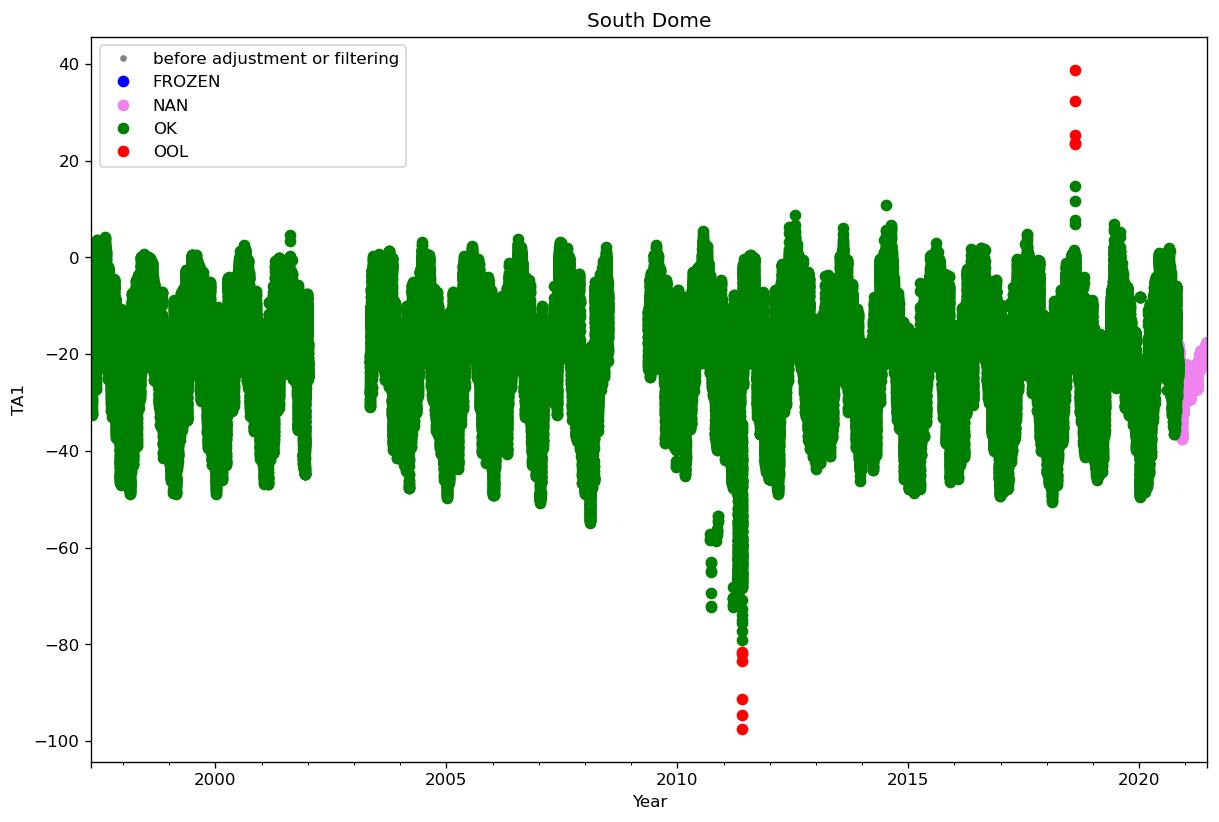 South Dome
before adjustment or filtering
FROZEN
NAN
OK
OOL
40
20
0
−20
−40
−60
−80
−100
TA1
2000 2005 2010 2015 2020
Year